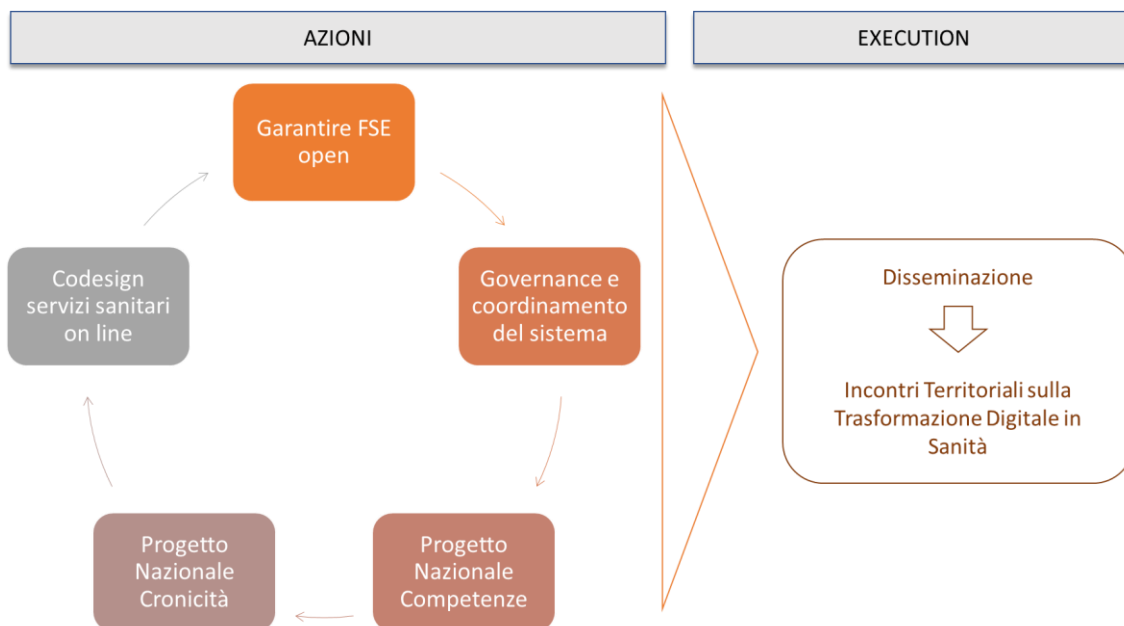 AZIONI
EXECUTION
Garantire FSE
open
Governance e
coordinamento
del sistema
Progetto
Nazionale
Competenze
Progetto
Nazionale
Cronicità
Codesign
servizi sanitari
on line
Disseminazione
Incontri Territoriali sulla
Trasformazione Digitale in
Sanità